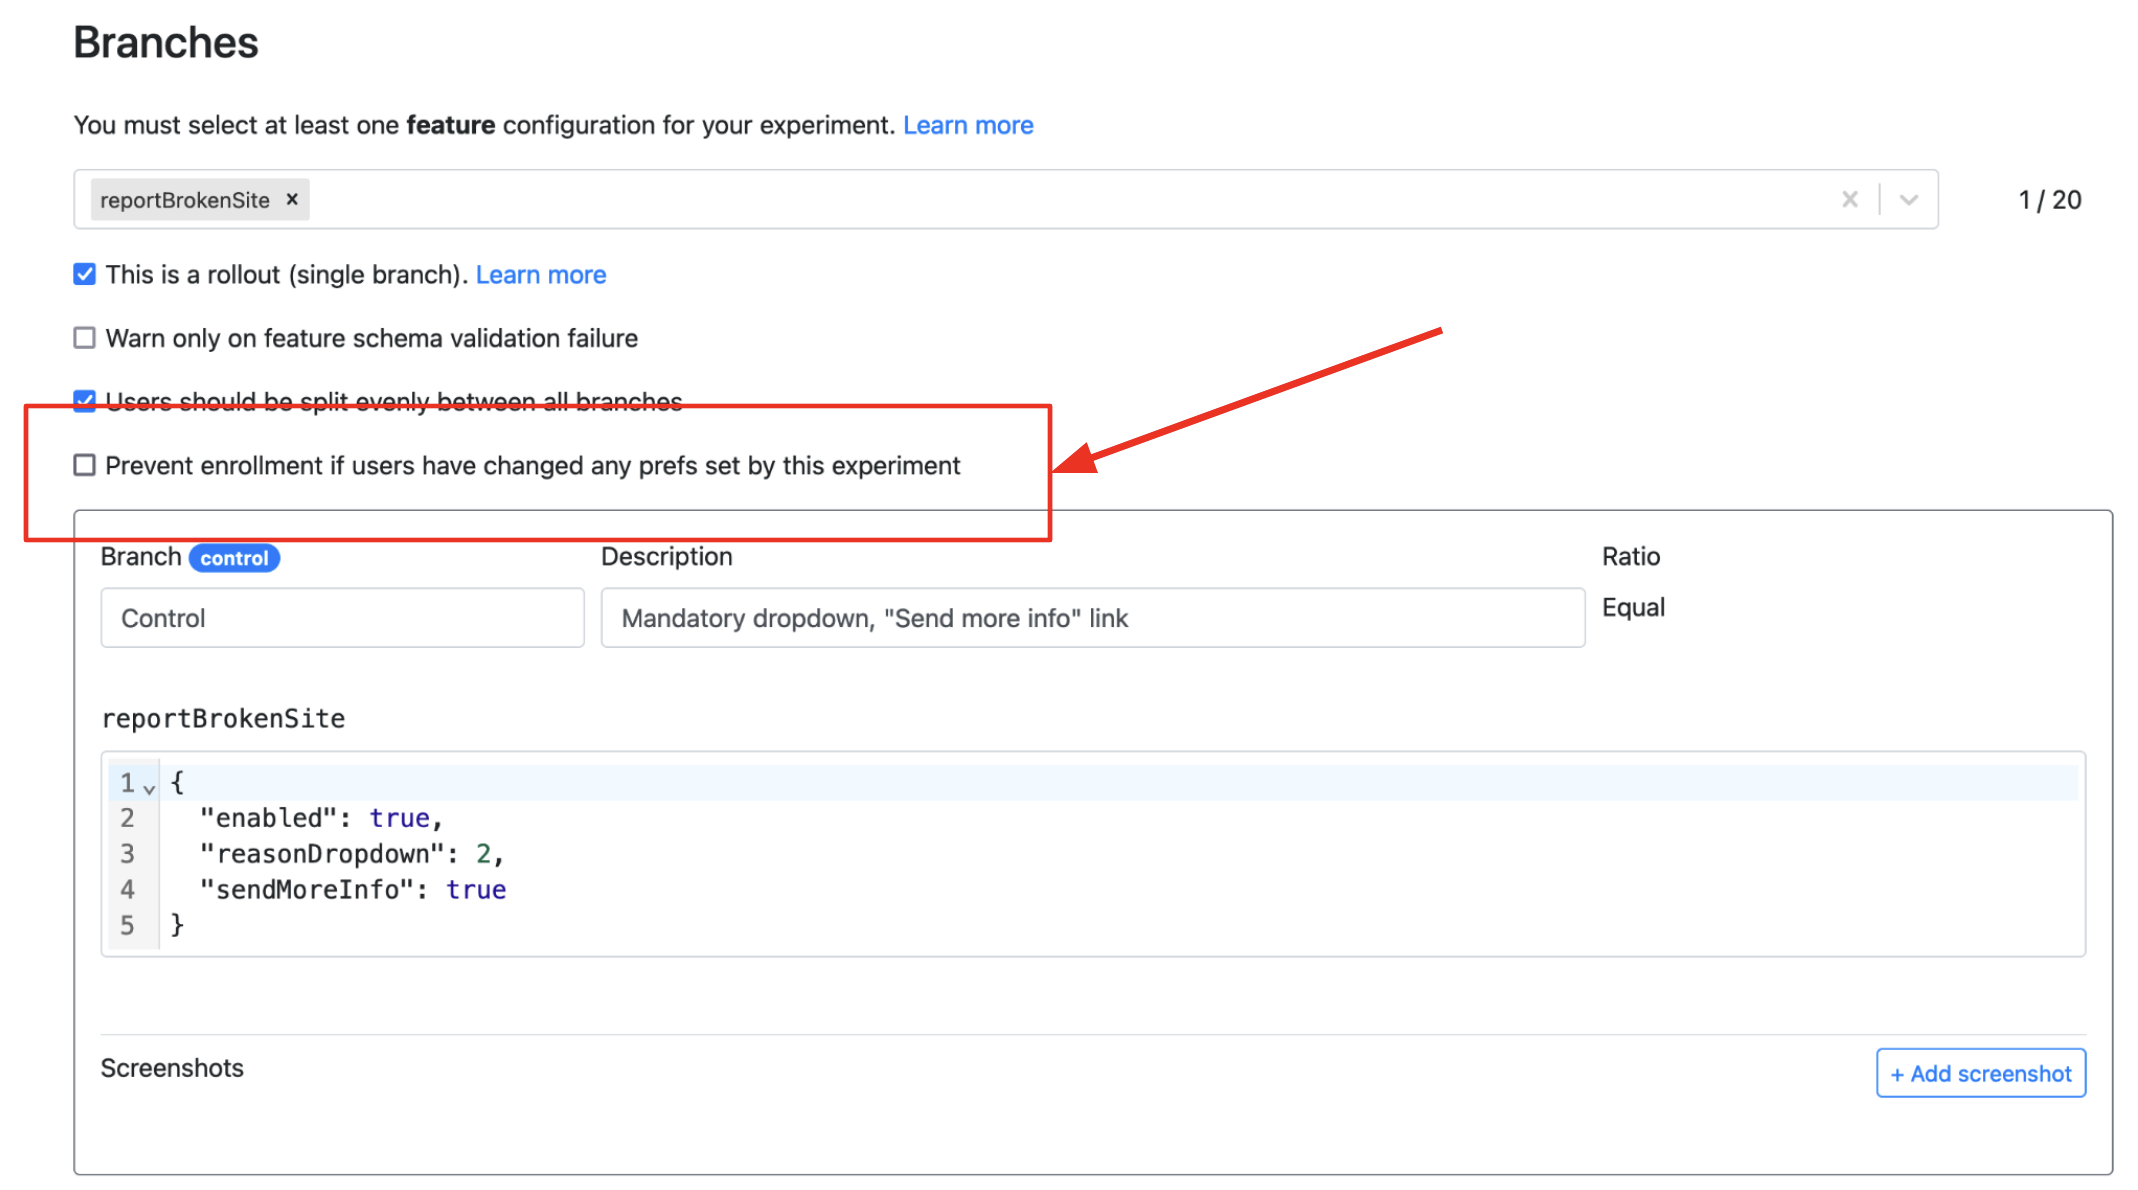 Branches
You must select at least one feature configuration for your experiment. Learn more
reportBrokenSite ×
1 / 20
This is a rollout (single branch). Learn more
Warn only on feature schema validation failure
Users should be split evenly between all branches
Prevent enrollment if users have changed any prefs set by this experiment
Branch control Description Ratio
Control Mandatory dropdown, "Send more info" link Equal
reportBrokenSite
1 {
2 "enabled": true,
3 "reasonDropdown": 2,
4 "sendMoreInfo": true
5 }
Screenshots + Add screenshot